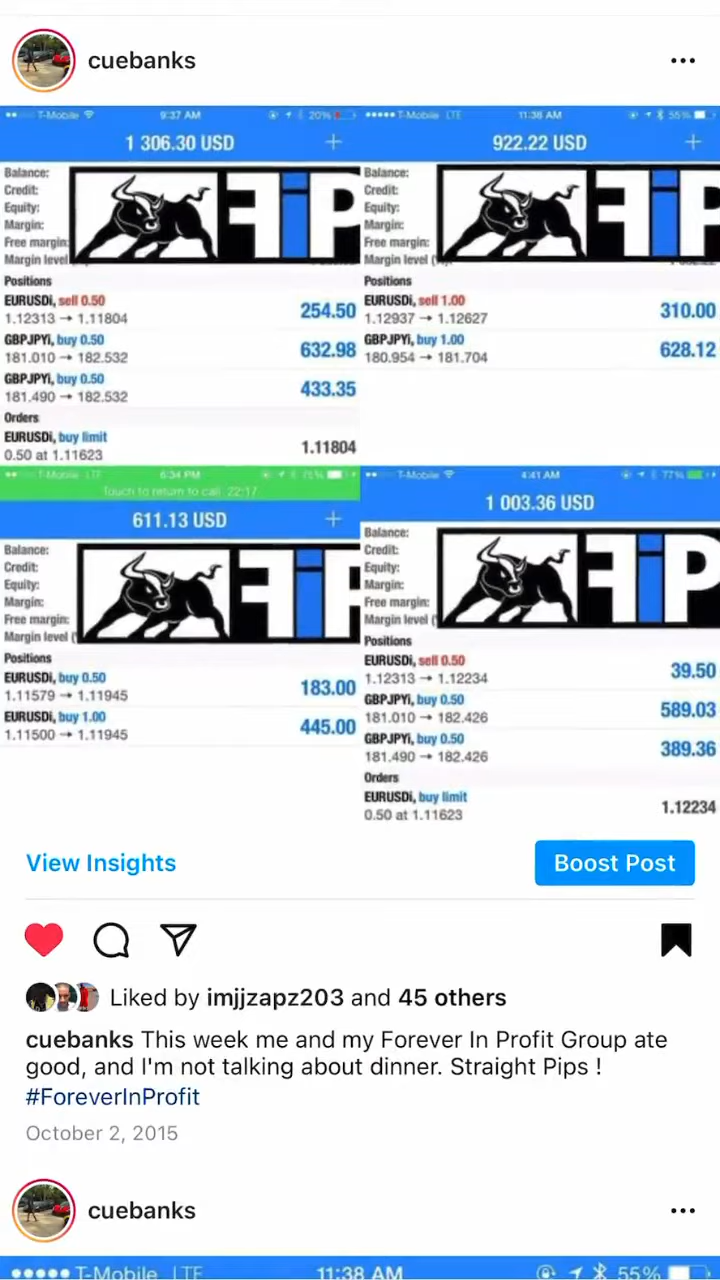 cuebanks
T-Mobile 9:37 AM 20%
1 306.30 USD +
Balance:
Credit:
Equity:
Margin:
Free margin:
Margin level
FiP
Positions
EURUSDi, sell 0.50
1.12313 → 1.11804 254.50
GBPJPYi, buy 0.50
181.010 → 182.532 632.98
GBPJPYi, buy 0.50
181.490 → 182.532 433.35
Orders
EURUSDi, buy limit
0.50 at 1.11623 1.11804
T-Mobile LTE 11:38 AM 55%
922.22 USD +
Balance:
Credit:
Equity:
Margin:
Free margin:
Margin level (
FiP
Positions
EURUSDi, sell 1.00
1.12937 → 1.12627 310.00
GBPJPYi, buy 1.00
180.954 → 181.704 628.12
T-Mobile LTE 6:34 PM 75%
Touch to return to call 22:17
611.13 USD +
Balance:
Credit:
Equity:
Margin:
Free margin:
Margin level (
FiP
Positions
EURUSDi, buy 0.50
1.11579 → 1.11945 183.00
EURUSDi, buy 1.00
1.11500 → 1.11945 445.00
T-Mobile 4:41 AM 77%
1 003.36 USD
Balance:
Credit:
Equity:
Margin:
Free margin:
Margin level (
FiP
Positions
EURUSDi, sell 0.50
1.12313 → 1.12234 39.50
GBPJPYi, buy 0.50
181.010 → 182.426 589.03
GBPJPYi, buy 0.50
181.490 → 182.426 389.36
Orders
EURUSDi, buy limit
0.50 at 1.11623 1.12234
View Insights Boost Post
Liked by imjjzapz203 and 45 others
cuebanks This week me and my Forever In Profit Group ate
good, and I'm not talking about dinner. Straight Pips !
#ForeverInProfit
October 2, 2015
cuebanks
T-Mobile LTE 11:38 AM 55%